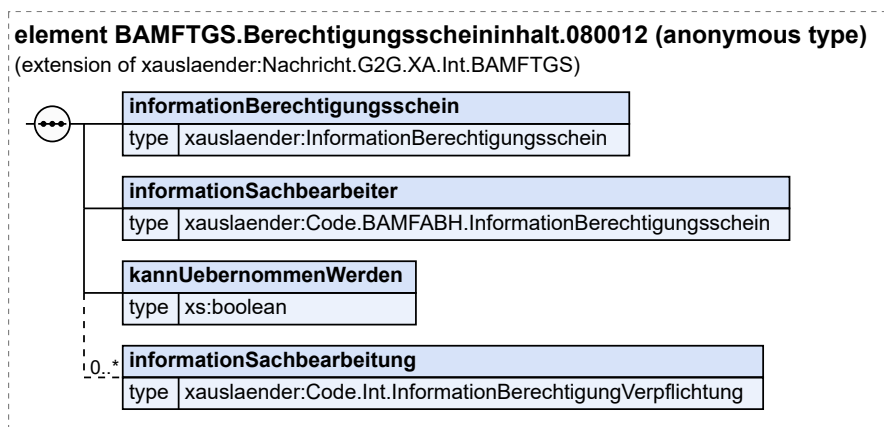 element BAMFTGS.Berechtigungsscheininhalt.080012 (anonymous type)
(extension of xauslaender:Nachricht.G2G.XA.Int.BAMFTGS)
informationBerechtigungsschein
type xauslaender:InformationBerechtigungsschein
informationSachbearbeiter
type xauslaender:Code.BAMFABH.InformationBerechtigungsschein
kannUebernommenWerden
type xs:boolean
0..* informationSachbearbeitung
type xauslaender:Code.Int.InformationBerechtigungVerpflichtung